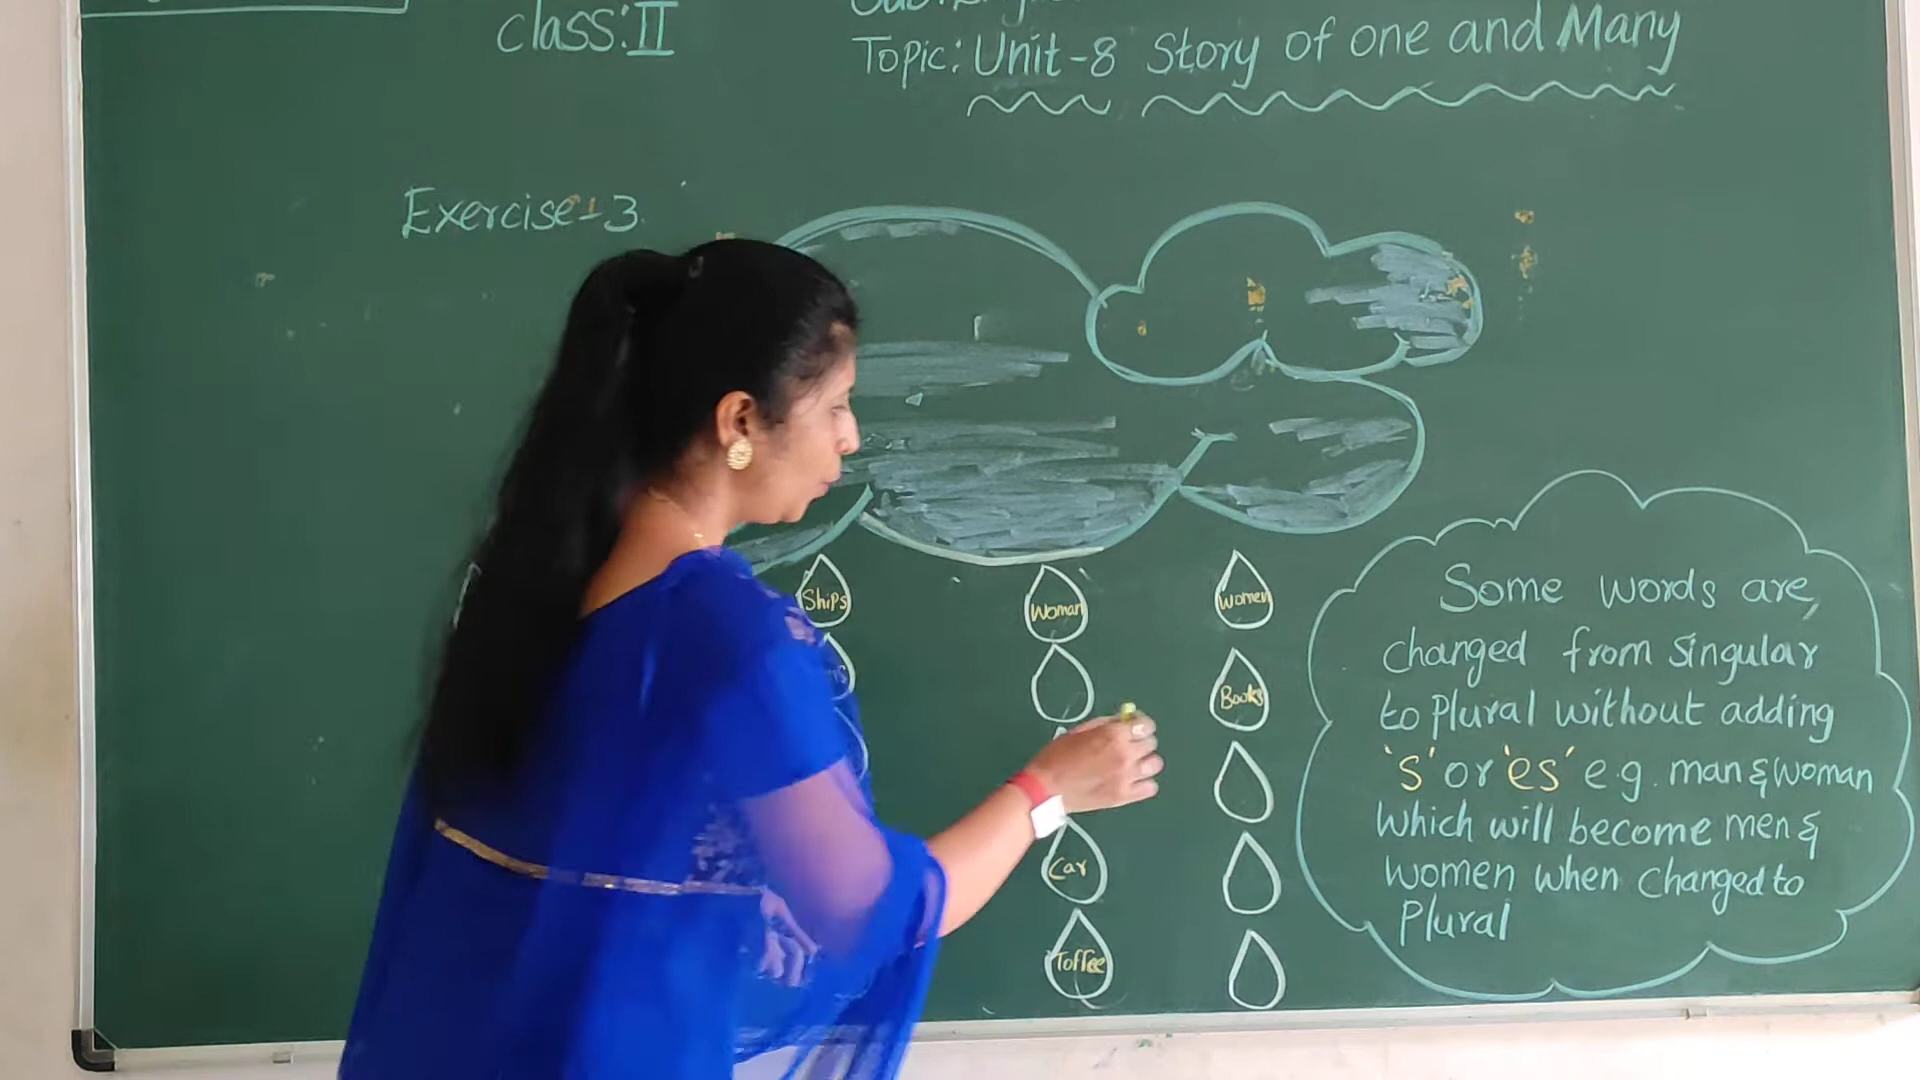 class: II
Topic: Unit-8 Story of one and Many
Exercise-3.
Ships
Woman
Women
Books
Car
Toffee
Some words are,
changed from singular
to Plural without adding
's' or 'es' e.g. man & woman
which will become men &
women when changed to
Plural